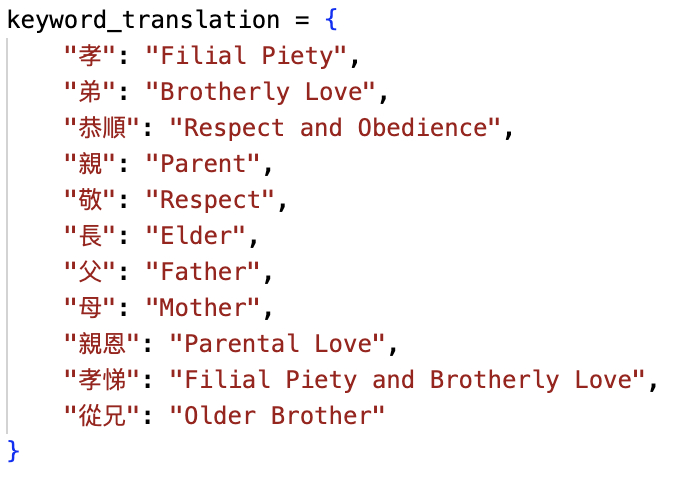 keyword_translation = {
    "孝": "Filial Piety",
    "弟": "Brotherly Love",
    "恭順": "Respect and Obedience",
    "親": "Parent",
    "敬": "Respect",
    "長": "Elder",
    "父": "Father",
    "母": "Mother",
    "親恩": "Parental Love",
    "孝悌": "Filial Piety and Brotherly Love",
    "從兄": "Older Brother"
}